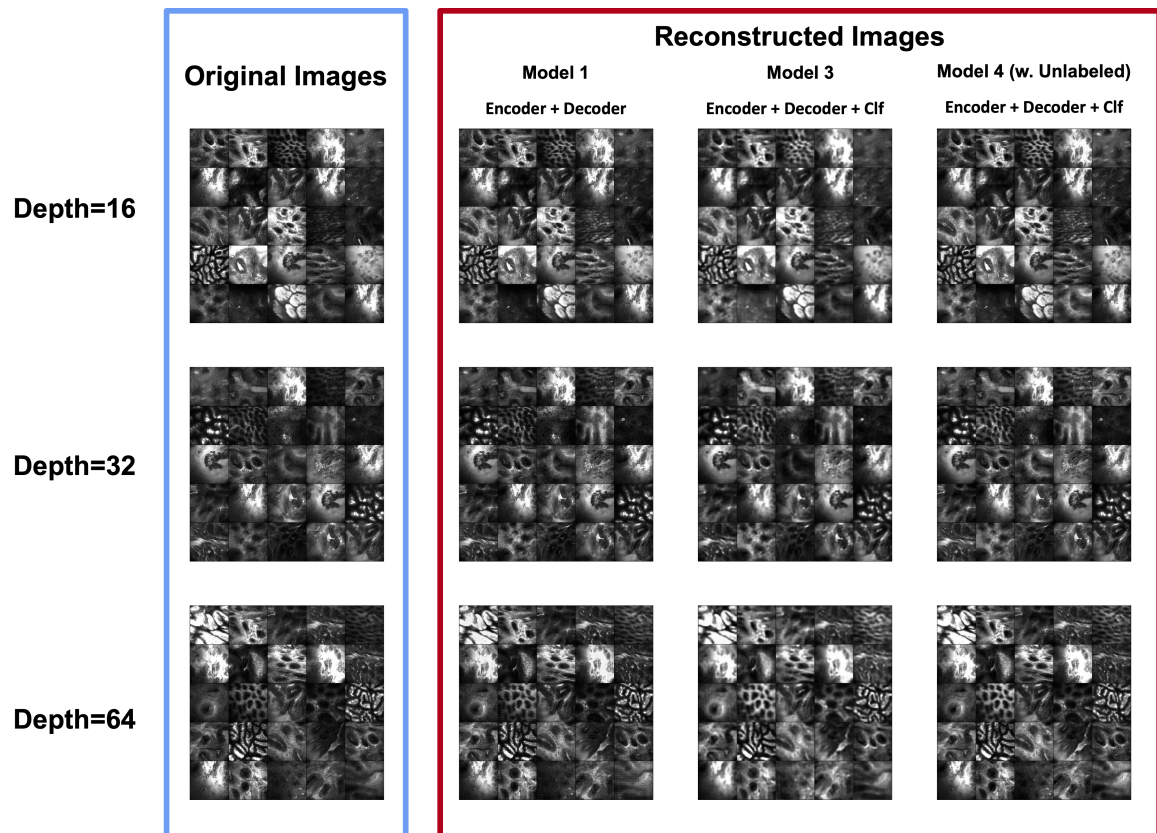 Reconstructed Images
Original Images
Model 1
Model 3
Model 4 (w. Unlabeled)
Encoder + Decoder
Encoder + Decoder + Clf
Encoder + Decoder + Clf
Depth=16
Depth=32
Depth=64